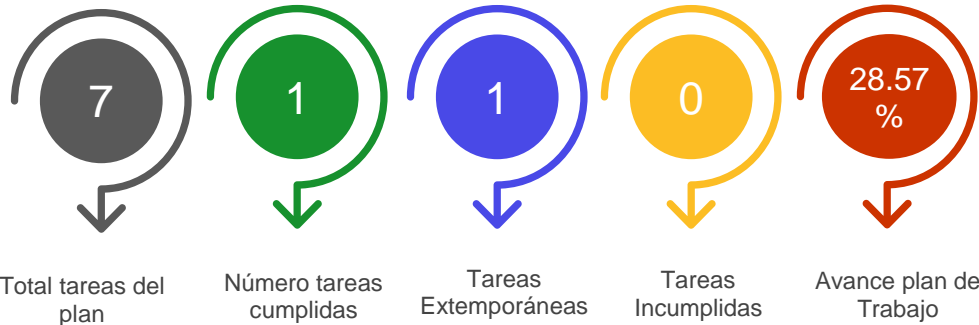 7
1
1
0
28.57
%
Total tareas del
plan
Número tareas
cumplidas
Tareas
Extemporáneas
Tareas
Incumplidas
Avance plan de
Trabajo